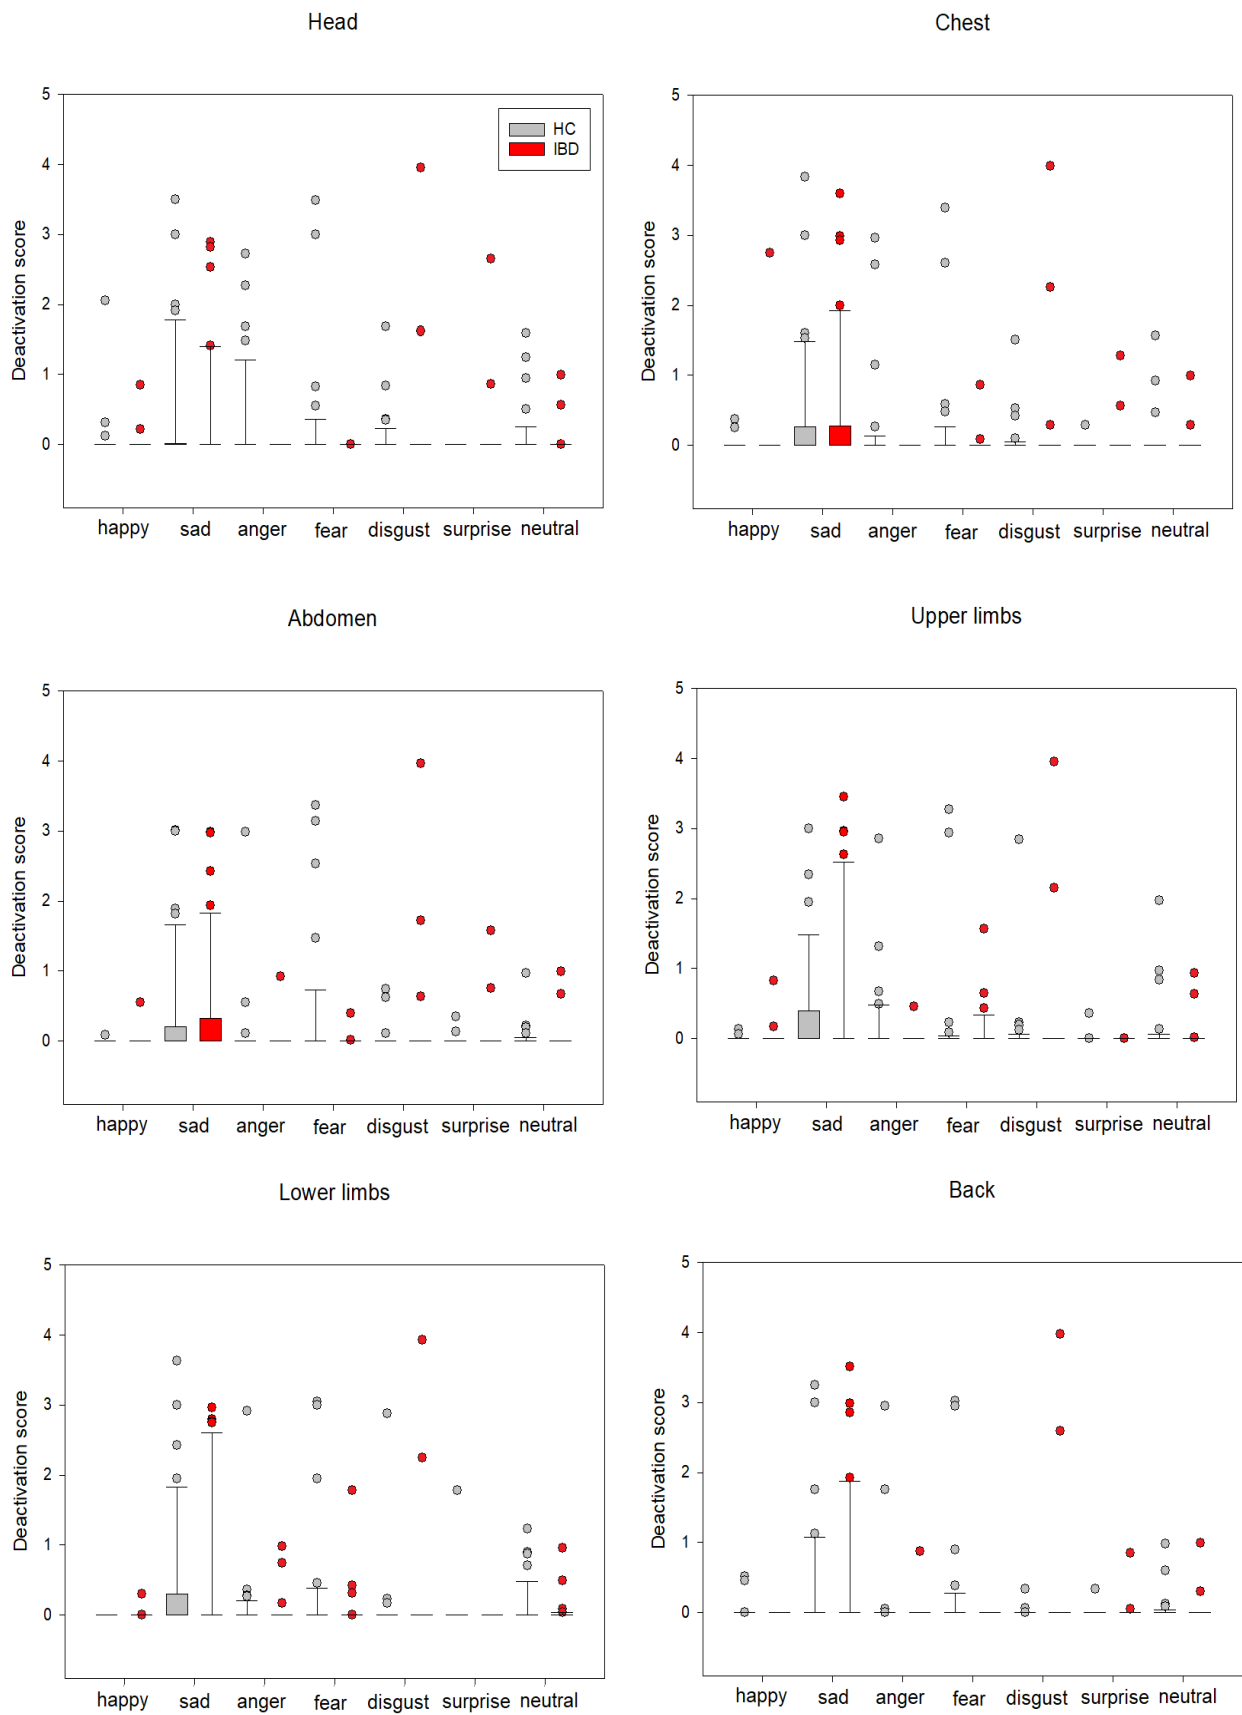 Head
Chest
5
4
3
2
1
0
Deactivation score
HC
IBD
happy sad anger fear disgust surprise neutral
5
4
3
2
1
0
Deactivation score
happy sad anger fear disgust surprise neutral
Abdomen
Upper limbs
5
4
3
2
1
0
Deactivation score
happy sad anger fear disgust surprise neutral
5
4
3
2
1
0
Deactivation score
happy sad anger fear disgust surprise neutral
Lower limbs
Back
5
4
3
2
1
0
Deactivation score
happy sad anger fear disgust surprise neutral
5
4
3
2
1
0
Deactivation score
happy sad anger fear disgust surprise neutral